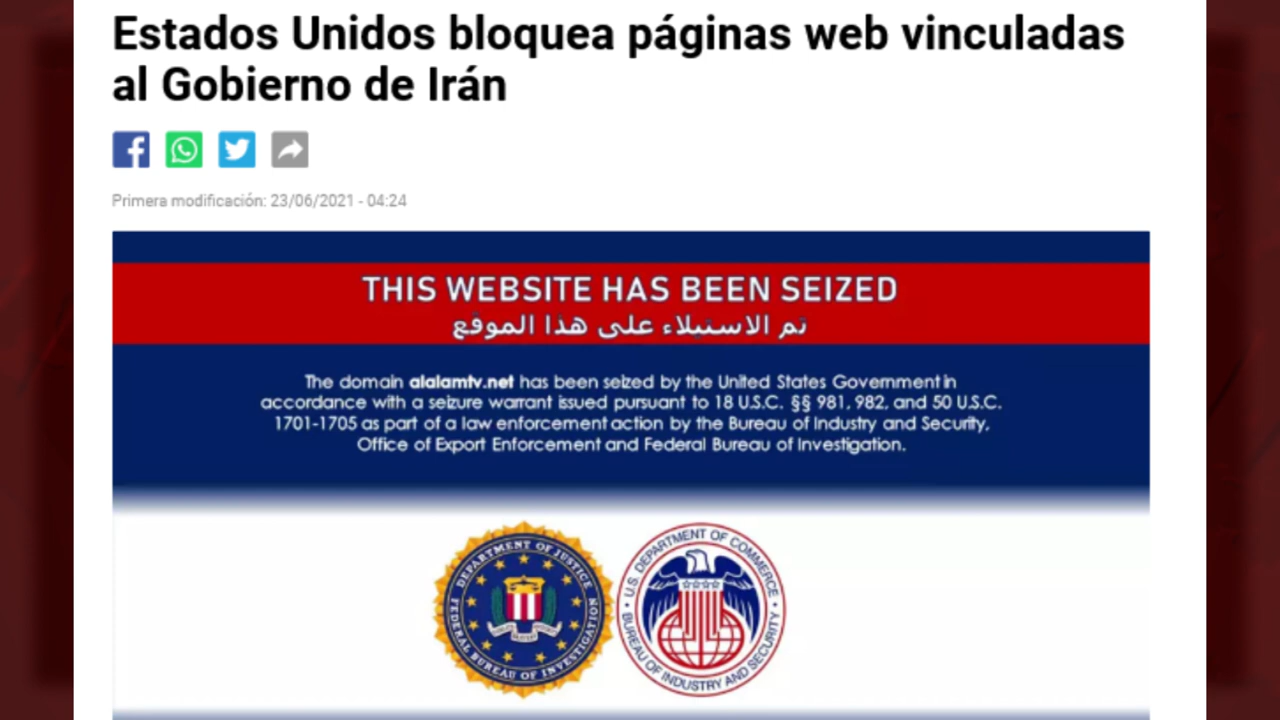 Estados Unidos bloquea páginas web vinculadas
al Gobierno de Irán
Primera modificación: 23/06/2021 - 04:24
THIS WEBSITE HAS BEEN SEIZED
تم الاستيلاء على هذا الموقع
The domain alalamtv.net has been seized by the United States Government in
accordance with a seizure warrant issued pursuant to 18 U.S.C. §§ 981, 982, and 50 U.S.C.
1701-1705 as part of a law enforcement action by the Bureau of Industry and Security,
Office of Export Enforcement and Federal Bureau of Investigation.
DEPARTMENT OF JUSTICE
FEDERAL BUREAU OF INVESTIGATION
U.S. DEPARTMENT OF COMMERCE
BUREAU OF INDUSTRY AND SECURITY